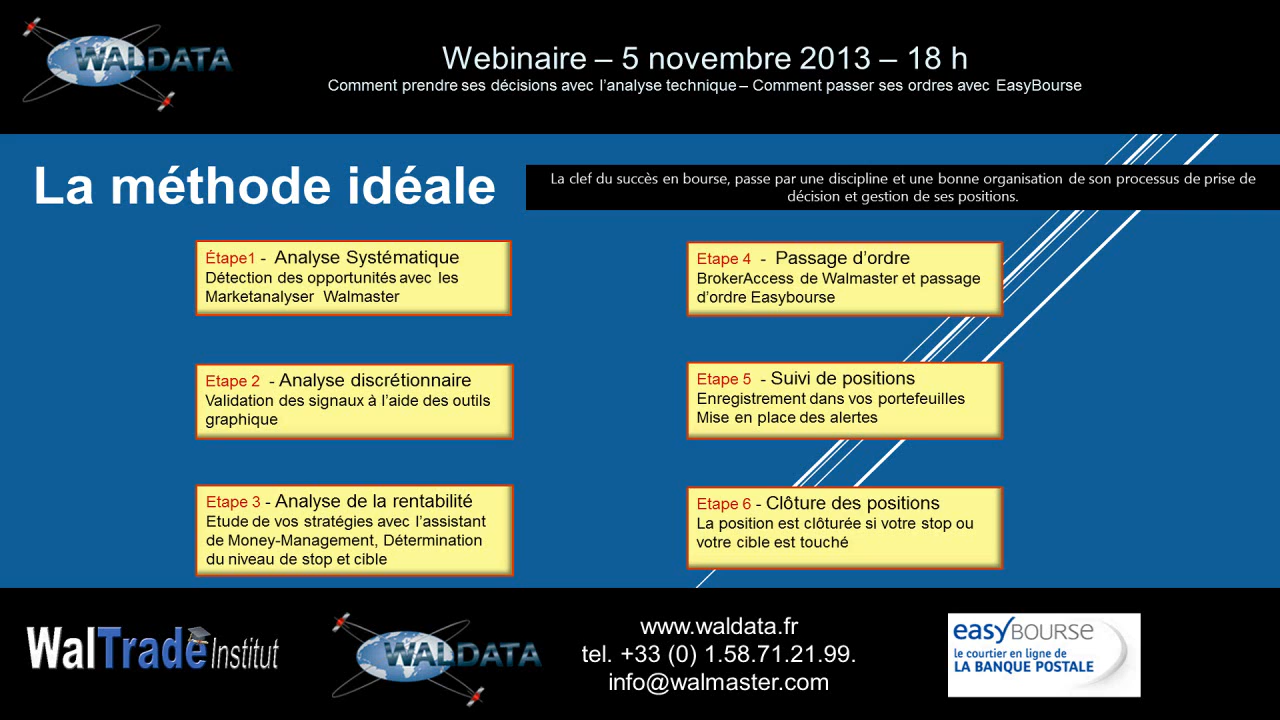 WALDATA
Webinaire – 5 novembre 2013 – 18 h
Comment prendre ses décisions avec l'analyse technique – Comment passer ses ordres avec EasyBourse
La méthode idéale
La clef du succès en bourse, passe par une discipline et une bonne organisation de son processus de prise de
décision et gestion de ses positions.
Étape1 - Analyse Systématique
Détection des opportunités avec les
Marketanalyser Walmaster
Etape 2 - Analyse discrétionnaire
Validation des signaux à l'aide des outils
graphique
Etape 3 - Analyse de la rentabilité
Etude de vos stratégies avec l'assistant
de Money-Management, Détermination
du niveau de stop et cible
Etape 4 - Passage d'ordre
BrokerAccess de Walmaster et passage
d'ordre Easybourse
Etape 5 - Suivi de positions
Enregistrement dans vos portefeuilles
Mise en place des alertes
Etape 6 - Clôture des positions
La position est clôturée si votre stop ou
votre cible est touché
WalTrade Institut
WALDATA
www.waldata.fr
tel. +33 (0) 1.58.71.21.99.
info@walmaster.com
easyBOURSE
le courtier en ligne de
LA BANQUE POSTALE